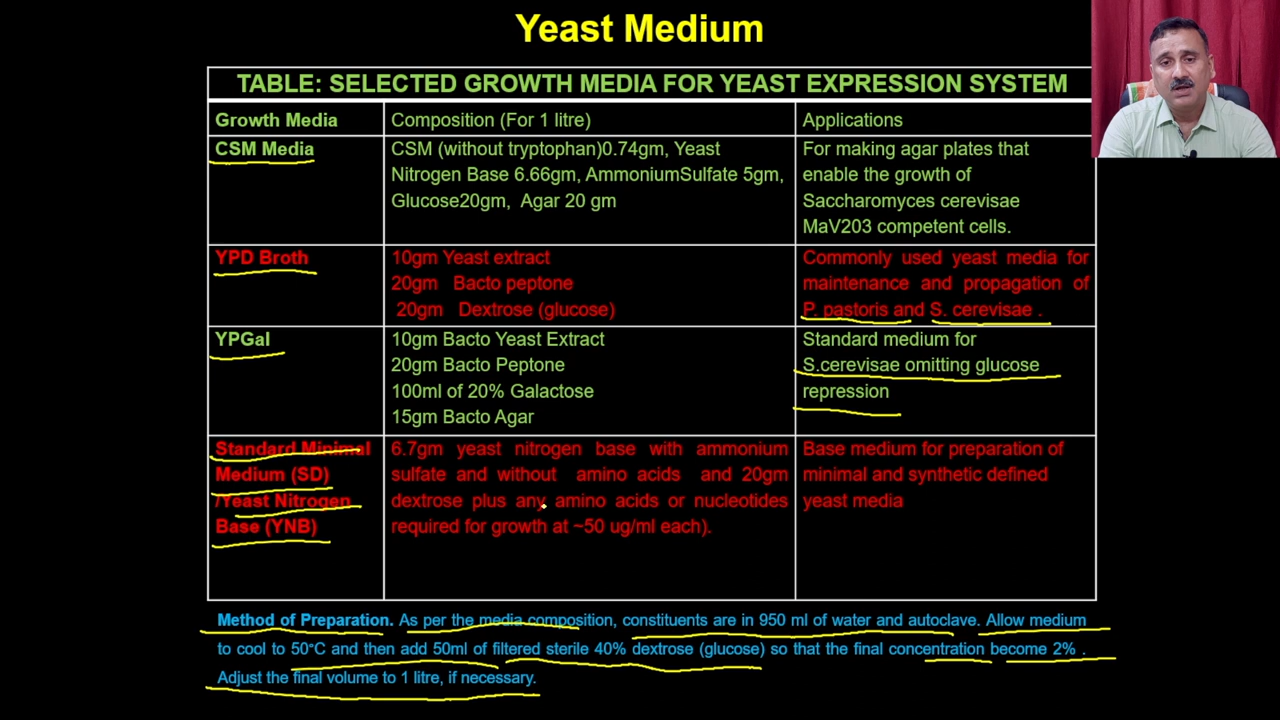 Yeast Medium
TABLE: SELECTED GROWTH MEDIA FOR YEAST EXPRESSION SYSTEM
Growth Media
Composition (For 1 litre)
Applications
CSM Media
CSM (without tryptophan)0.74gm, Yeast
Nitrogen Base 6.66gm, AmmoniumSulfate 5gm,
Glucose20gm, Agar 20 gm
For making agar plates that
enable the growth of
Saccharomyces cerevisae
MaV203 competent cells.
YPD Broth
10gm Yeast extract
20gm Bacto peptone
20gm Dextrose (glucose)
Commonly used yeast media for
maintenance and propagation of
P. pastoris and S. cerevisae .
YPGal
10gm Bacto Yeast Extract
20gm Bacto Peptone
100ml of 20% Galactose
15gm Bacto Agar
Standard medium for
S.cerevisae omitting glucose
repression
Standard Minimal
Medium (SD)
/Yeast Nitrogen
Base (YNB)
6.7gm yeast nitrogen base with ammonium
sulfate and without amino acids and 20gm
dextrose plus any amino acids or nucleotides
required for growth at ~50 ug/ml each).
Base medium for preparation of
minimal and synthetic defined
yeast media
Method of Preparation. As per the media composition, constituents are in 950 ml of water and autoclave. Allow medium
to cool to 50°C and then add 50ml of filtered sterile 40% dextrose (glucose) so that the final concentration become 2% .
Adjust the final volume to 1 litre, if necessary.